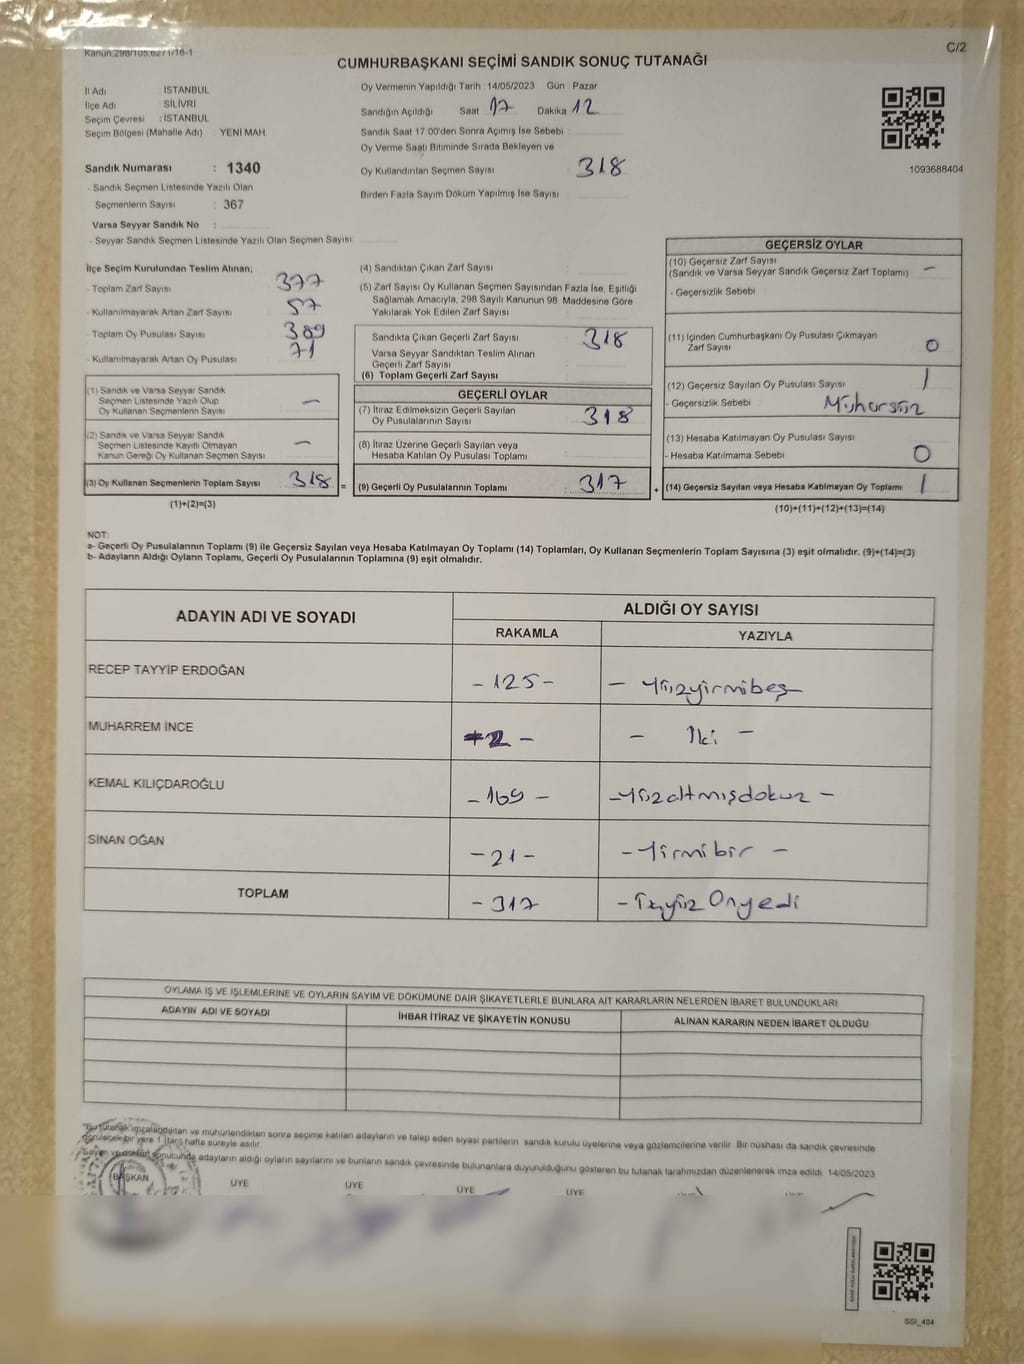 Kanun:298/105,6271/18-1
C/2
CUMHURBAŞKANI SEÇİMİ SANDIK SONUÇ TUTANAĞI
İl Adı : İSTANBUL
İlçe Adı : SİLİVRİ
Seçim Çevresi : İSTANBUL
Seçim Bölgesi (Mahalle Adı) : YENİ MAH.
Sandık Numarası : 1340
- Sandık Seçmen Listesinde Yazılı Olan
Seçmenlerin Sayısı : 367
Varsa Seyyar Sandık No :
- Seyyar Sandık Seçmen Listesinde Yazılı Olan Seçmen Sayısı
Oy Vermenin Yapıldığı Tarih : 14/05/2023 Gün : Pazar
Sandığın Açıldığı Saat 17 Dakika 12
Sandık Saat 17.00'den Sonra Açılmış İse Sebebi
Oy Verme Saati Bitiminde Sırada Bekleyen ve
Oy Kullandırılan Seçmen Sayısı 318
Birden Fazla Sayım Döküm Yapılmış İse Sayısı
1093688404
İlçe Seçim Kurulundan Teslim Alınan;
- Toplam Zarf Sayısı : 377
- Kullanılmayarak Artan Zarf Sayısı : 57
- Toplam Oy Pusulası Sayısı : 389
- Kullanılmayarak Artan Oy Pusulası : 71
(1) Sandık ve Varsa Seyyar Sandık
Seçmen Listesinde Yazılı Olup
Oy Kullanan Seçmenlerin Sayısı : —
(2) Sandık ve Varsa Seyyar Sandık
Seçmen Listesinde Kayıtlı Olmayan
Kanun Gereği Oy Kullanan Seçmen Sayısı : —
(3) Oy Kullanan Seçmenlerin Toplam Sayısı : 318 =
(1)+(2)=(3)
(4) Sandıktan Çıkan Zarf Sayısı
(5) Zarf Sayısı Oy Kullanan Seçmen Sayısından Fazla İse, Eşitliği
Sağlamak Amacıyla, 298 Sayılı Kanunun 98. Maddesine Göre
Yakılarak Yok Edilen Zarf Sayısı
Sandıkta Çıkan Geçerli Zarf Sayısı : 318
Varsa Seyyar Sandıktan Teslim Alınan
Geçerli Zarf Sayısı
(6) Toplam Geçerli Zarf Sayısı
GEÇERLİ OYLAR
(7) İtiraz Edilmeksizin Geçerli Sayılan
Oy Pusulalarının Sayısı : 318
(8) İtiraz Üzerine Geçerli Sayılan veya
Hesaba Katılan Oy Pusulası Toplamı
(9) Geçerli Oy Pusulalarının Toplamı : 317 +
GEÇERSİZ OYLAR
(10) Geçersiz Zarf Sayısı
(Sandık ve Varsa Seyyar Sandık Geçersiz Zarf Toplamı) : —
- Geçersizlik Sebebi :
(11) İçinden Cumhurbaşkanı Oy Pusulası Çıkmayan
Zarf Sayısı : 0
(12) Geçersiz Sayılan Oy Pusulası Sayısı : 1
- Geçersizlik Sebebi : Mühürsüz
(13) Hesaba Katılmayan Oy Pusulası Sayısı
- Hesaba Katılmama Sebebi : 0
(14) Geçersiz Sayılan veya Hesaba Katılmayan Oy Toplamı : 1
(10)+(11)+(12)+(13)=(14)
NOT:
a- Geçerli Oy Pusulalarının Toplamı (9) ile Geçersiz Sayılan veya Hesaba Katılmayan Oy Toplamı (14) Toplamları, Oy Kullanan Seçmenlerin Toplam Sayısına (3) eşit olmalıdır. (9)+(14)=(3)
b- Adayların Aldığı Oyların Toplamı, Geçerli Oy Pusulalarının Toplamına (9) eşit olmalıdır.
ADAYIN ADI VE SOYADI
ALDIĞI OY SAYISI
RAKAMLA YAZIYLA
RECEP TAYYİP ERDOĞAN - 125 - - Yüzyirmibeş -
MUHARREM İNCE 2 - - İki -
KEMAL KILIÇDAROĞLU - 169 - - Yüzaltmışdokuz -
SİNAN OĞAN - 21 - - Yirmibir -
TOPLAM - 317 - Üçyüz Onyedi
OYLAMA İŞ VE İŞLEMLERİNE VE OYLARIN SAYIM VE DÖKÜMÜNE DAİR ŞİKAYETLERLE BUNLARA AİT KARARLARIN NELERDEN İBARET BULUNDUKLARI
ADAYIN ADI VE SOYADI İHBAR İTİRAZ VE ŞİKAYETİN KONUSU ALINAN KARARIN NEDEN İBARET OLDUĞU
"Bu tutanak imzalandıktan ve mühürlendikten sonra seçime katılan adayların ve talep eden siyasi partilerin sandık kurulu üyelerine veya gözlemcilerine verilir. Bir nüshası da sandık çevresinde
görülecek bir yere 1 (bir) hafta süreyle asılır.
Sayım ve döküm sonucunda adayların aldığı oyların sayılarını ve bunların sandık çevresinde bulunanlara duyurulduğunu gösteren bu tutanak tarafımızdan düzenlenerek imza edildi. 14/05/2023
BAŞKAN ÜYE ÜYE ÜYE ÜYE ÜYE
SSİ_404